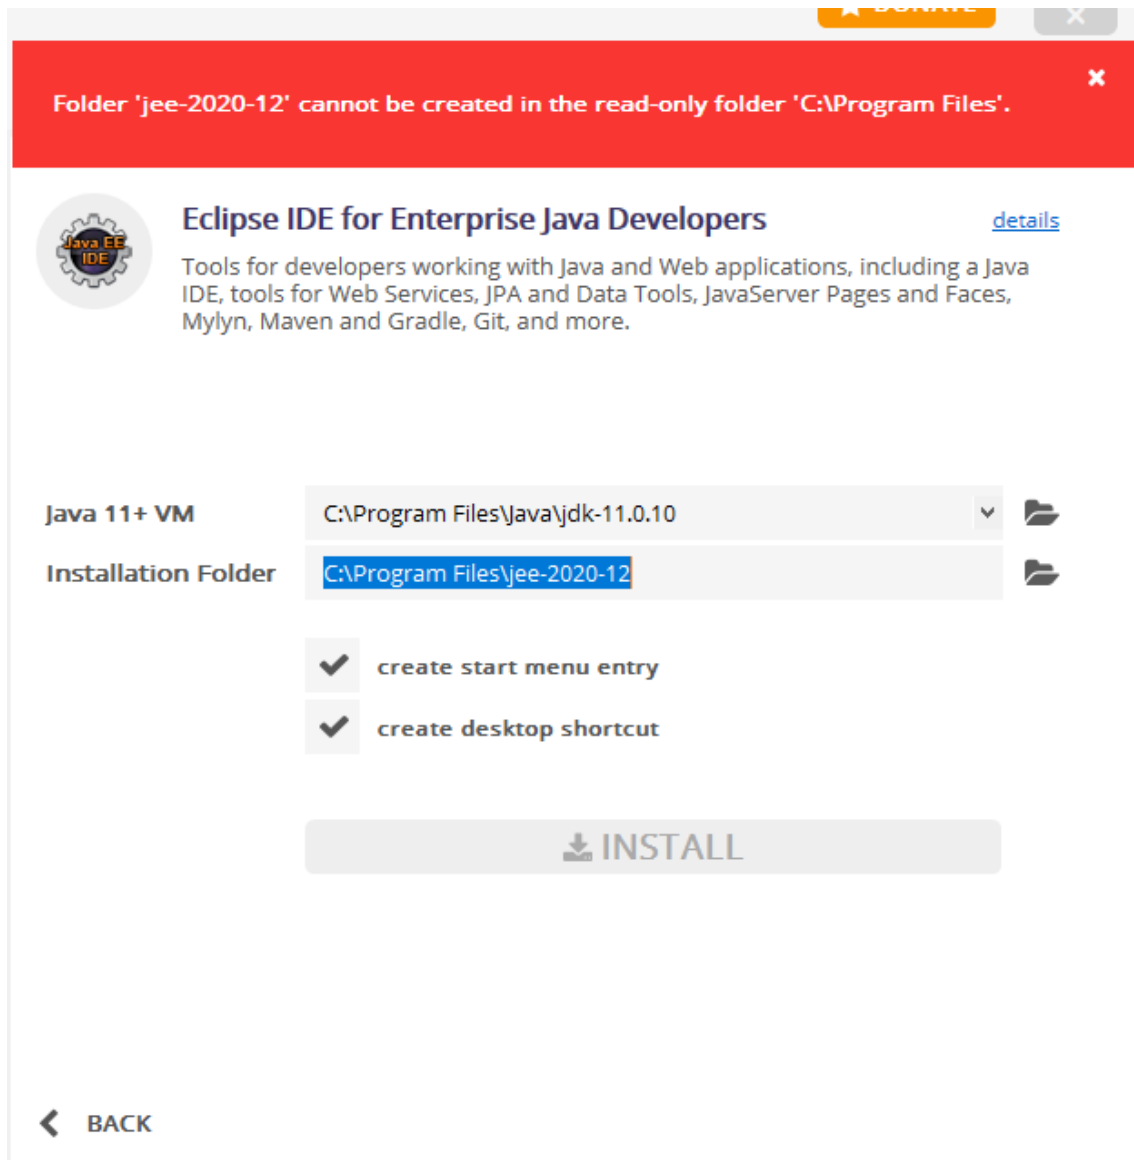 DONATE
Folder 'jee-2020-12' cannot be created in the read-only folder 'C:\Program Files'.
Java EE
IDE
Eclipse IDE for Enterprise Java Developers
details
Tools for developers working with Java and Web applications, including a Java
IDE, tools for Web Services, JPA and Data Tools, JavaServer Pages and Faces,
Mylyn, Maven and Gradle, Git, and more.
Java 11+ VM
C:\Program Files\Java\jdk-11.0.10
Installation Folder
C:\Program Files\jee-2020-12
create start menu entry
create desktop shortcut
INSTALL
BACK